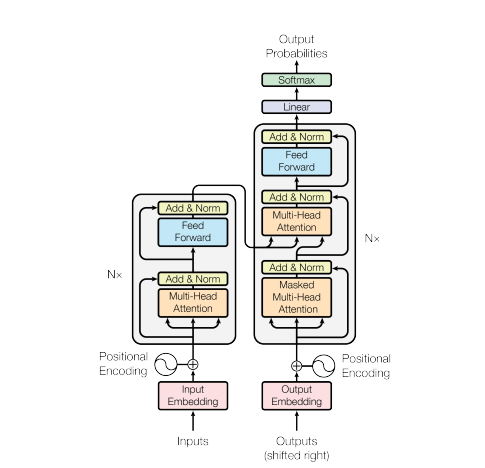 Output
Probabilities
Softmax
Linear
Add & Norm
Feed
Forward
Add & Norm
Multi-Head
Attention
Add & Norm
Masked
Multi-Head
Attention
N×
Positional
Encoding
Output
Embedding
Outputs
(shifted right)
Add & Norm
Feed
Forward
Add & Norm
Multi-Head
Attention
N×
Positional
Encoding
Input
Embedding
Inputs